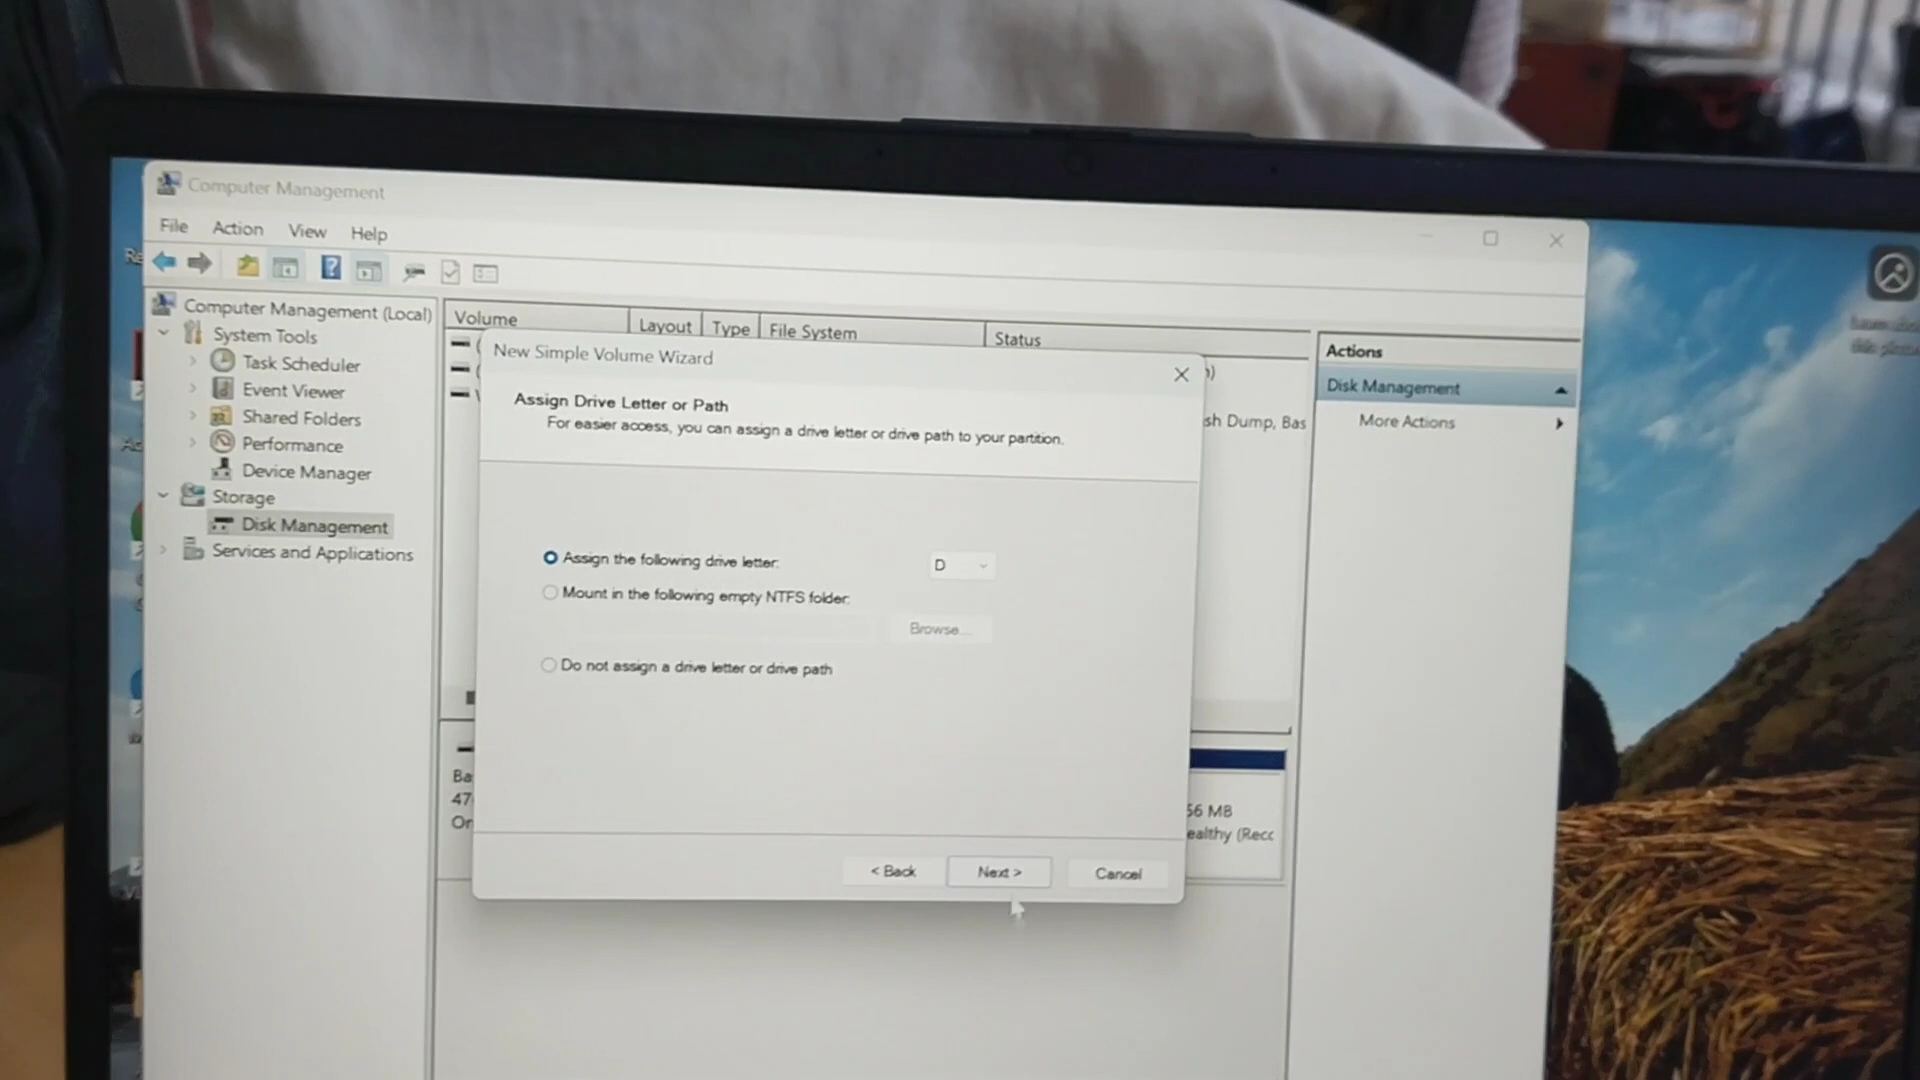 Computer Management
File Action View Help
Computer Management (Local)
System Tools
Task Scheduler
Event Viewer
Shared Folders
Performance
Device Manager
Storage
Disk Management
Services and Applications
Volume Layout Type File System Status
sh Dump, Bas
New Simple Volume Wizard
Assign Drive Letter or Path
For easier access, you can assign a drive letter or drive path to your partition.
Assign the following drive letter: D
Mount in the following empty NTFS folder:
Browse...
Do not assign a drive letter or drive path
< Back Next > Cancel
Ba
47
On
56 MB
ealthy (Recc
Actions
Disk Management
More Actions